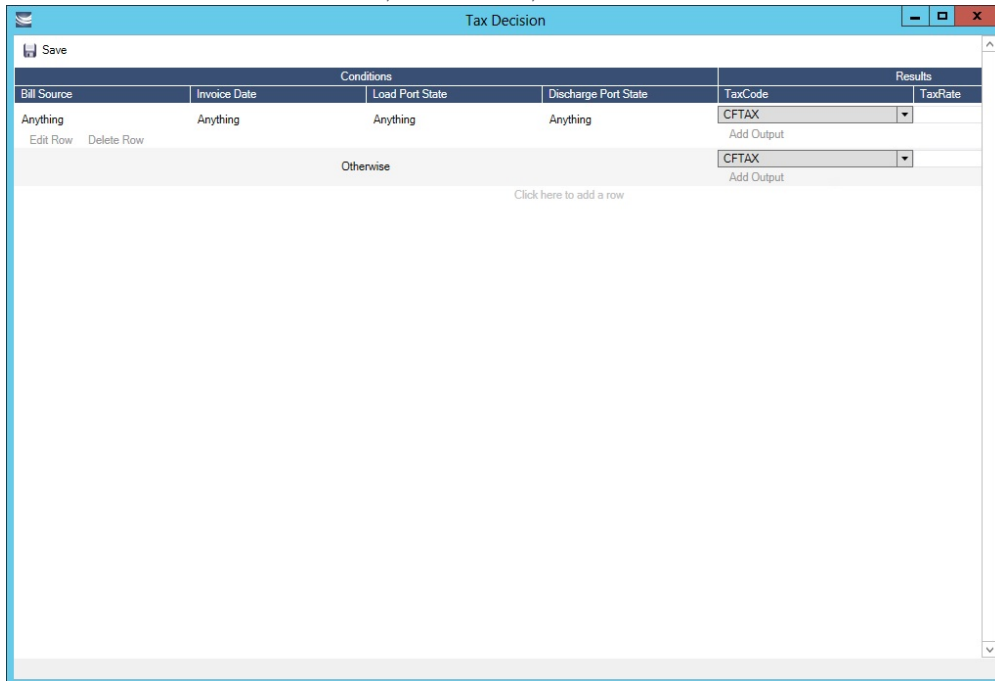 Tax Decision
Save
Conditions Results
Bill Source Invoice Date Load Port State Discharge Port State TaxCode TaxRate
Anything Anything Anything Anything CFTAX
Edit Row Delete Row Add Output
Otherwise CFTAX
Add Output
Click here to add a row